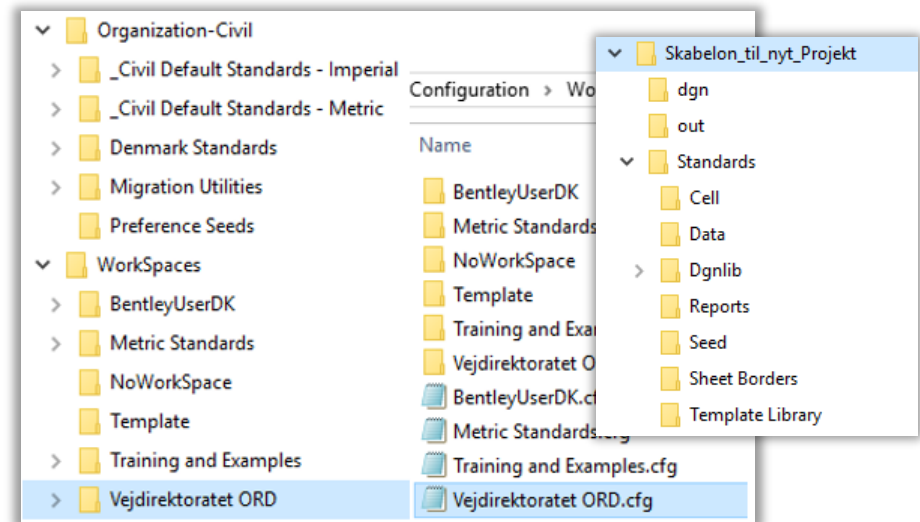 Organization-Civil
_Civil Default Standards - Imperial
_Civil Default Standards - Metric
Denmark Standards
Migration Utilities
Preference Seeds
WorkSpaces
BentleyUserDK
Metric Standards
NoWorkSpace
Template
Training and Examples
Vejdirektoratet ORD
Configuration > Wo
Name
BentleyUserDK
Metric Standards
NoWorkSpace
Template
Training and Exa
Vejdirektoratet O
BentleyUserDK.cf
Metric Standards.cfg
Training and Examples.cfg
Vejdirektoratet ORD.cfg
Skabelon_til_nyt_Projekt
dgn
out
Standards
Cell
Data
Dgnlib
Reports
Seed
Sheet Borders
Template Library